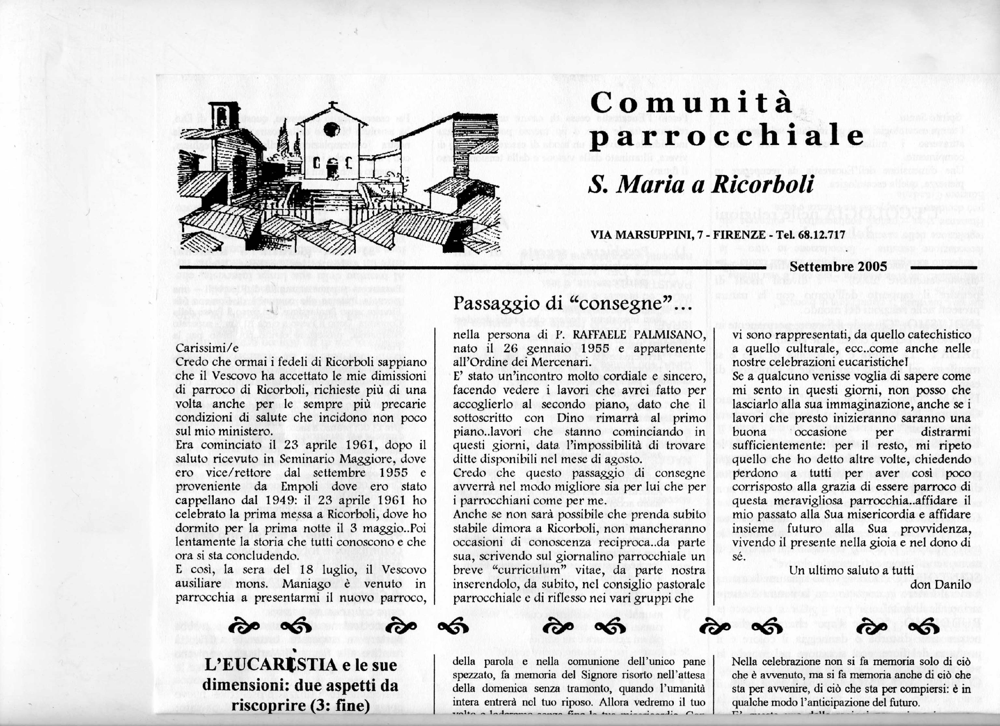 Comunità
parrocchiale
S. Maria a Ricorboli
VIA MARSUPPINI, 7 - FIRENZE - Tel. 68.12.717
Settembre 2005
Passaggio di “consegne”…
Carissimi/e
Credo che ormai i fedeli di Ricorboli sappiano
che il Vescovo ha accettato le mie dimissioni
di parroco di Ricorboli, richieste più di una
volta anche per le sempre più precarie
condizioni di salute che incidono non poco
sul mio ministero.
Era cominciato il 23 aprile 1961, dopo il
saluto ricevuto in Seminario Maggiore, dove
ero vice/rettore dal settembre 1955 e
proveniente da Empoli dove ero stato
cappellano dal 1949: il 23 aprile 1961 ho
celebrato la prima messa a Ricorboli, dove ho
dormito per la prima notte il 3 maggio..Poi
lentamente la storia che tutti conoscono e che
ora si sta concludendo.
E così, la sera del 18 luglio, il Vescovo
ausiliare mons. Maniago è venuto in
parrocchia a presentarmi il nuovo parroco,
nella persona di P. RAFFAELE PALMISANO,
nato il 26 gennaio 1955 e appartenente
all’Ordine dei Mercenari.
E’ stato un’incontro molto cordiale e sincero,
facendo vedere i lavori che avrei fatto per
accoglierlo al secondo piano, dato che il
sottoscritto con Dino rimarrà al primo
piano..lavori che stanno cominciando in
questi giorni, data l’impossibilità di trovare
ditte disponibili nel mese di agosto.
Credo che questo passaggio di consegne
avverrà nel modo migliore sia per lui che per
i parrocchiani come per me.
Anche se non sarà possibile che prenda subito
stabile dimora a Ricorboli, non mancheranno
occasioni di conoscenza reciproca..da parte
sua, scrivendo sul giornalino parrocchiale un
breve “curriculum” vitae, da parte nostra
inserendolo, da subito, nel consiglio pastorale
parrocchiale e di riflesso nei vari gruppi che
vi sono rappresentati, da quello catechistico
a quello culturale, ecc..come anche nelle
nostre celebrazioni eucaristiche!
Se a qualcuno venisse voglia di sapere come
mi sento in questi giorni, non posso che
lasciarlo alla sua immaginazione, anche se i
lavori che presto inizieranno saranno una
buona occasione per distrarmi
sufficientemente: per il resto, mi ripeto
quello che ho detto altre volte, chiedendo
perdono a tutti per aver così poco
corrisposto alla grazia di essere parroco di
questa meravigliosa parrocchia..affidare il
mio passato alla Sua misericordia e affidare
insieme futuro alla Sua provvidenza,
vivendo il presente nella gioia e nel dono di
sé.
Un ultimo saluto a tutti
don Danilo
L’EUCARISTIA e le sue
dimensioni: due aspetti da
riscoprire (3: fine)
della parola e nella comunione dell’unico pane
spezzato, fa memoria del Signore risorto nell’attesa
della domenica senza tramonto, quando l’umanità
intera entrerà nel tuo riposo. Allora vedremo il tuo
Nella celebrazione non si fa memoria solo di ciò
che è avvenuto, ma si fa memoria anche di ciò che
sta per avvenire, di ciò che sta per compiersi: è in
qualche modo l’anticipazione del futuro.